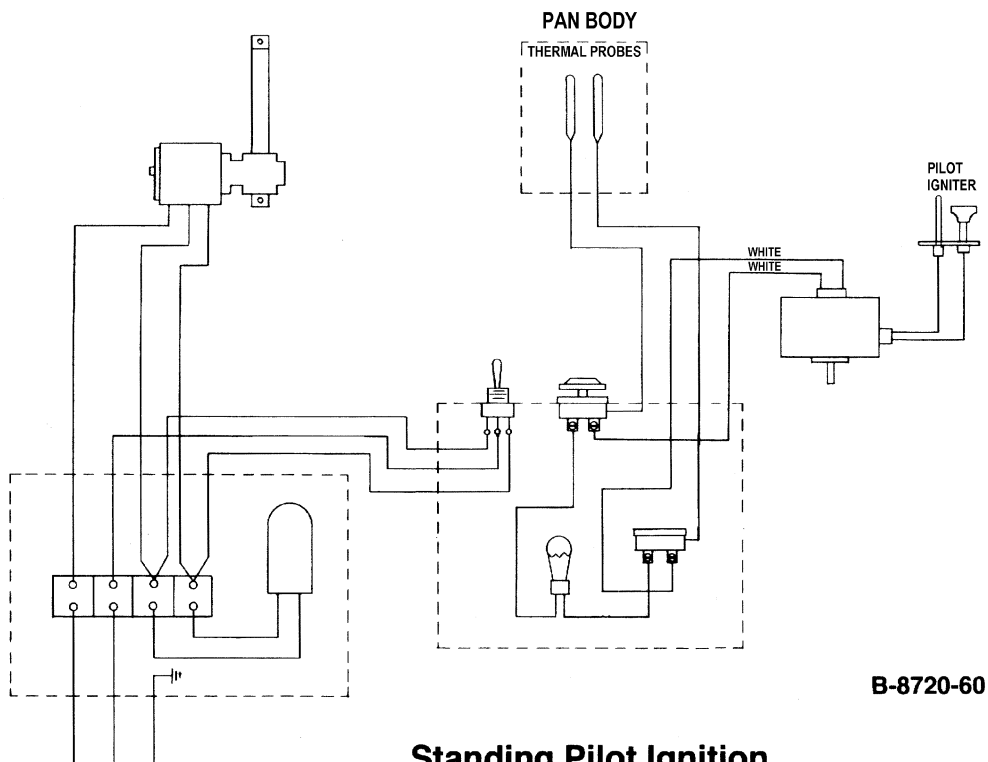 PAN BODY
THERMAL PROBES
PILOT
IGNITER
WHITE
WHITE
B-8720-60
Standing Pilot Ignition